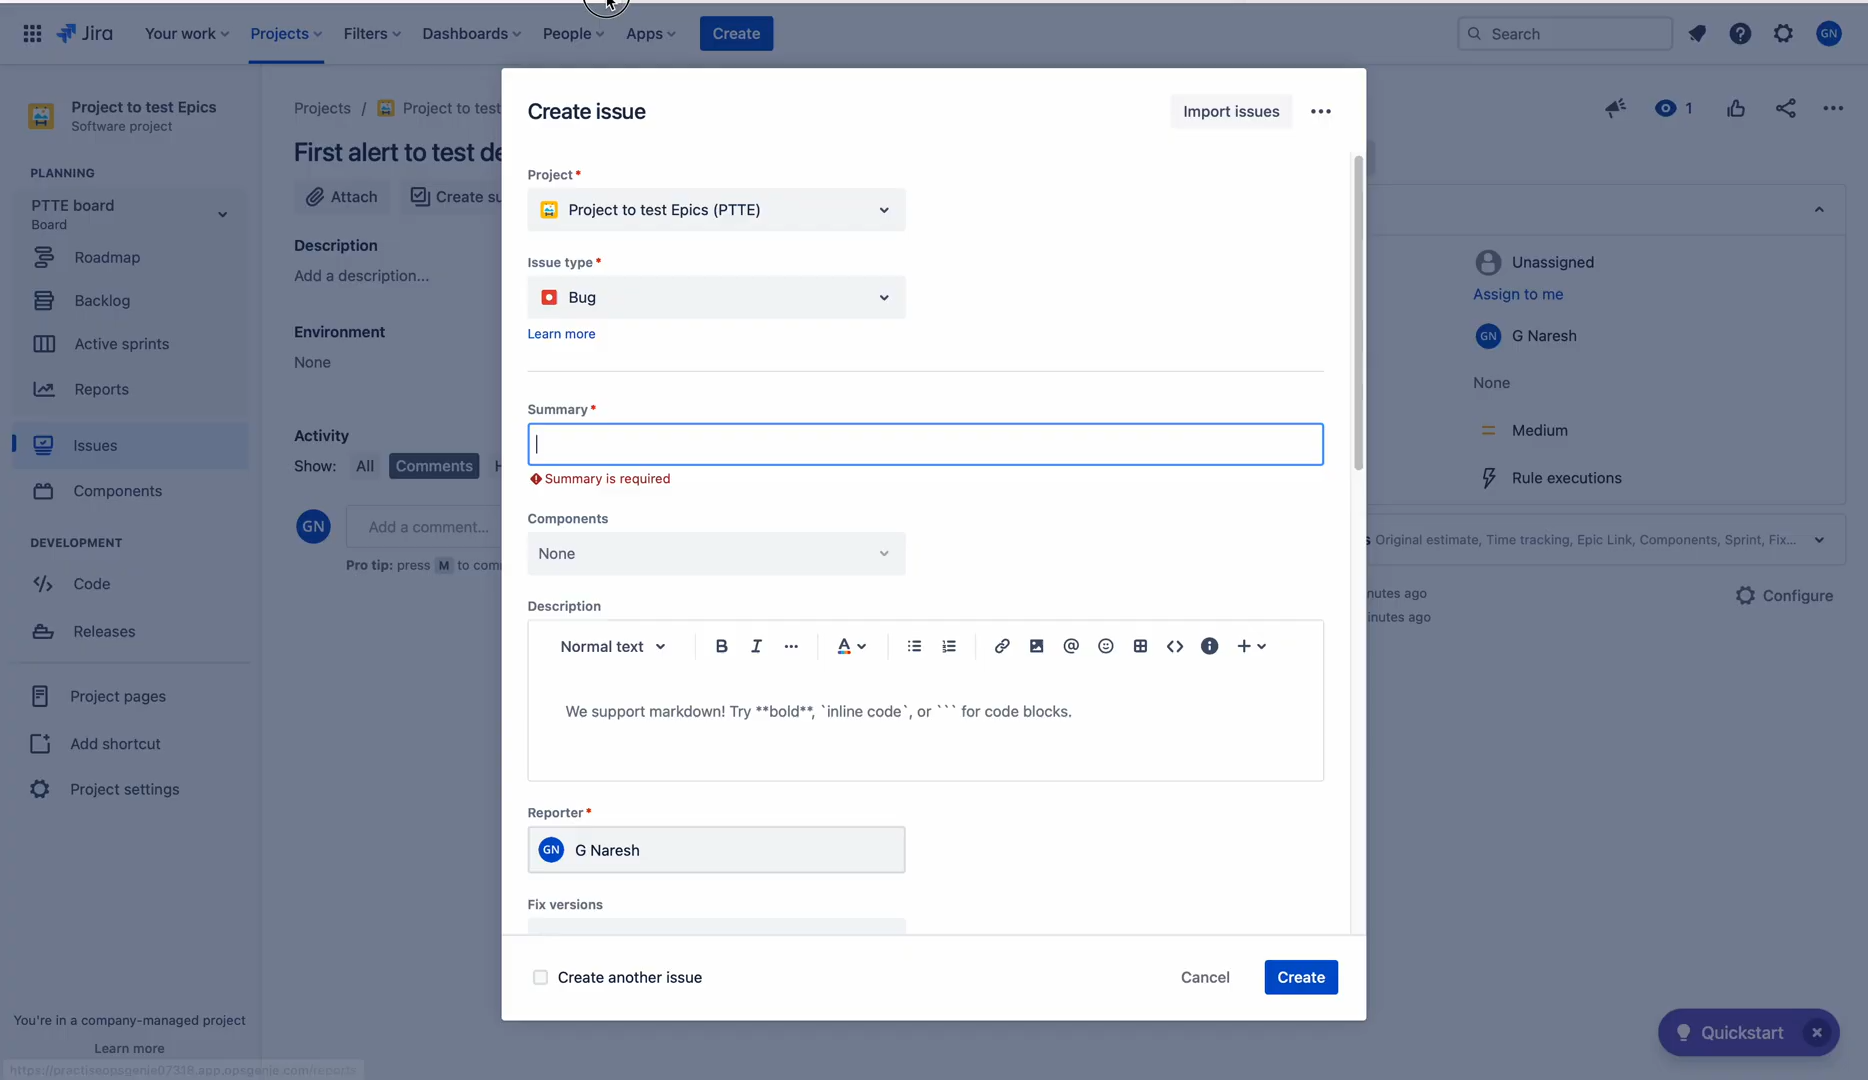 Jira
Your work
Projects
Filters
Dashboards
People
Apps
Create
Search
GN
Project to test Epics
Software project
PLANNING
PTTE board
Board
Roadmap
Backlog
Active sprints
Reports
Issues
Components
DEVELOPMENT
Code
Releases
Project pages
Add shortcut
Project settings
You're in a company-managed project
Learn more
Projects / Project to test
First alert to test
Attach
Create
Description
Add a description...
Environment
None
Activity
Show: All Comments
GN
Add a comment...
Pro tip: press M to
Create issue
Import issues
Project*
Project to test Epics (PTTE)
Issue type*
Bug
Learn more
Summary*
Summary is required
Components
None
Description
Normal text
B I A
We support markdown! Try **bold**, `inline code`, or ``` for code blocks.
Reporter*
GN G Naresh
Fix versions
Create another issue
Cancel
Create
1
Unassigned
Assign to me
GN G Naresh
None
Medium
Rule executions
Original estimate, Time tracking, Epic Link, Components, Sprint, Fix...
ago
ago
Configure
Quickstart